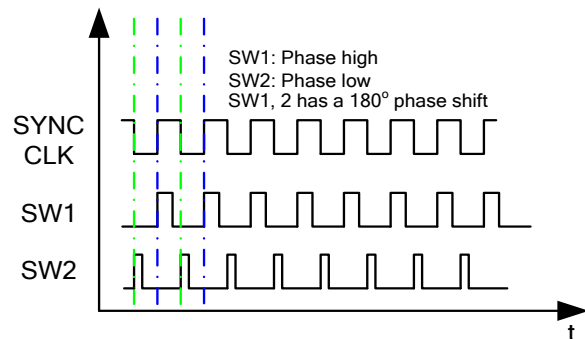 SW1: Phase high
SW2: Phase low
SW1, 2 has a 180° phase shift
SYNC
CLK
SW1
SW2
t